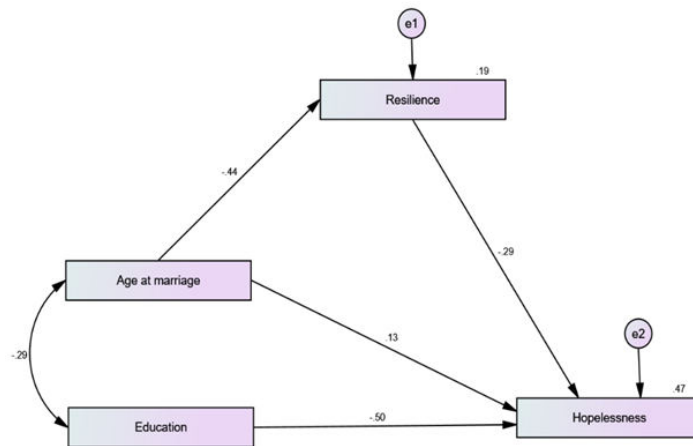 e1
.19
Resilience
-.44
Age at marriage
-.29
-.29
.13
e2
.47
Hopelessness
Education
-.50